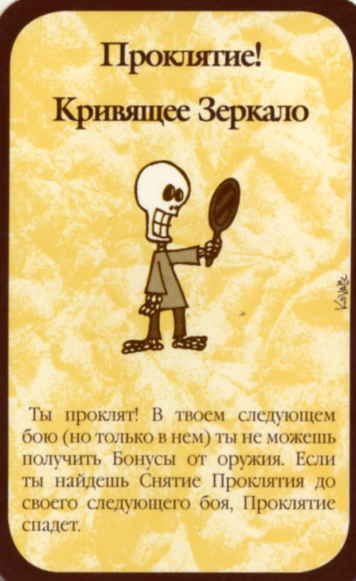 Проклятие!
Кривящее Зеркало
Kovalic
Ты проклят! В твоем следующем
бою (но только в нем) ты не можешь
получить Бонусы от оружия. Если
ты найдешь Снятие Проклятия до
своего следующего боя, Проклятие
спадет.